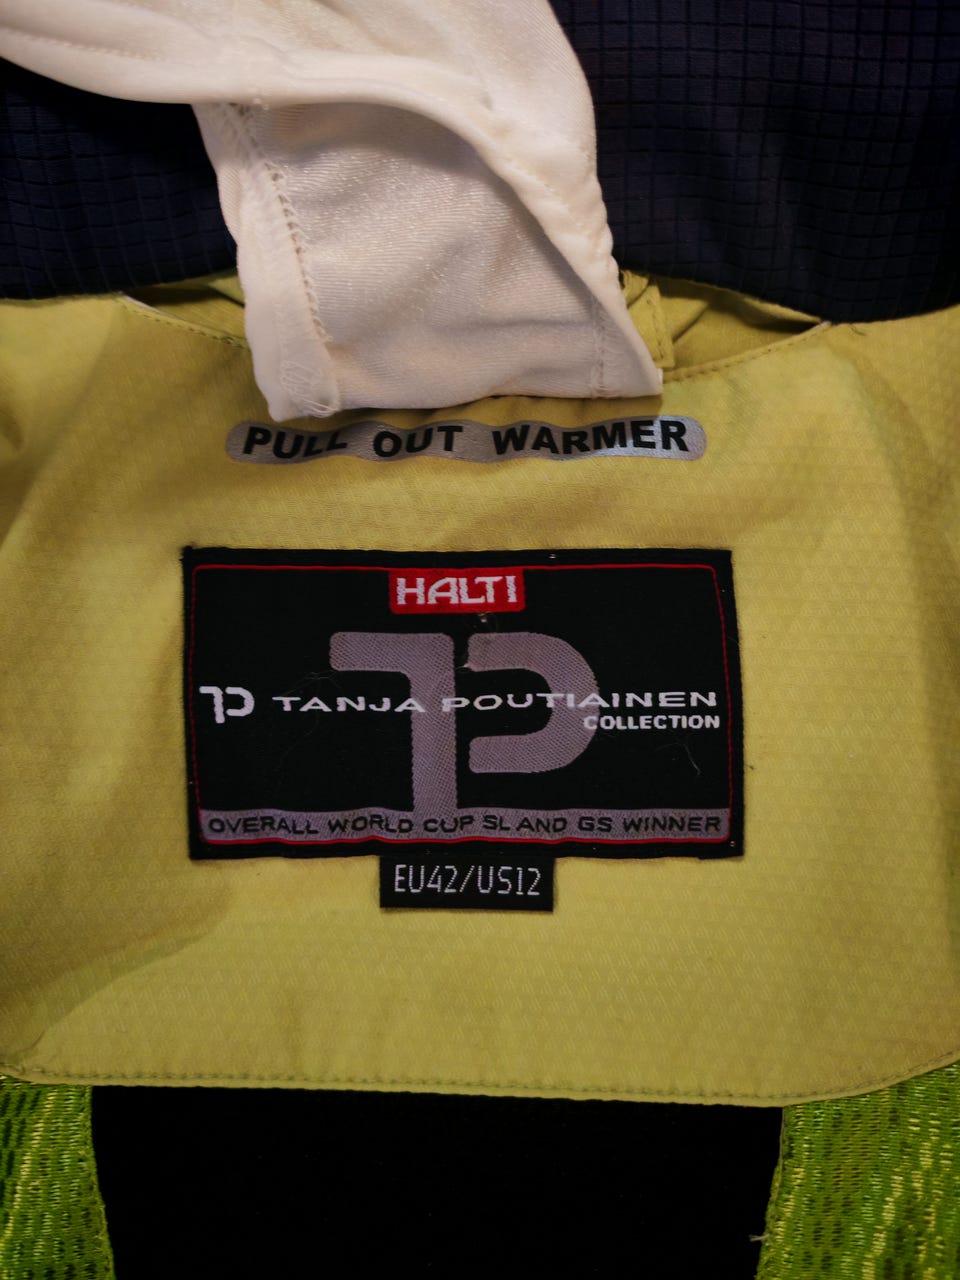 PULL OUT WARMER
HALTI
TP TANJA POUTIAINEN
COLLECTION
OVERALL WORLD CUP SL AND GS WINNER
EU42/US12